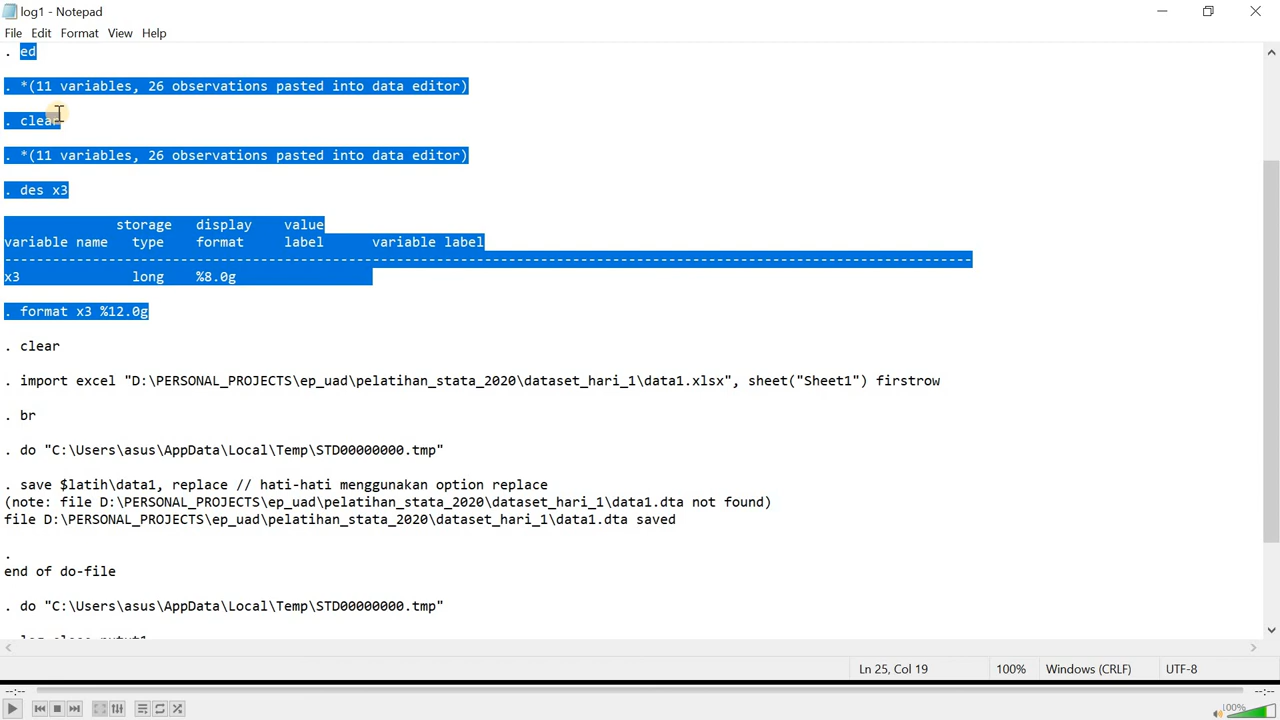 log1 - Notepad
File Edit Format View Help
. ed
. *(11 variables, 26 observations pasted into data editor)
. clear
. *(11 variables, 26 observations pasted into data editor)
. des x3
storage display value
variable name type format label variable label
-------------------------------------------------------------------------------------------------------------------------
x3 long %8.0g
. format x3 %12.0g
. clear
. import excel "D:\PERSONAL_PROJECTS\ep_uad\pelatihan_stata_2020\dataset_hari_1\data1.xlsx", sheet("Sheet1") firstrow
. br
. do "C:\Users\asus\AppData\Local\Temp\STD00000000.tmp"
. save $latih\data1, replace // hati-hati menggunakan option replace
(note: file D:\PERSONAL_PROJECTS\ep_uad\pelatihan_stata_2020\dataset_hari_1\data1.dta not found)
file D:\PERSONAL_PROJECTS\ep_uad\pelatihan_stata_2020\dataset_hari_1\data1.dta saved
.
end of do-file
. do "C:\Users\asus\AppData\Local\Temp\STD00000000.tmp"
Ln 25, Col 19 100% Windows (CRLF) UTF-8
--:-- --:--
100%